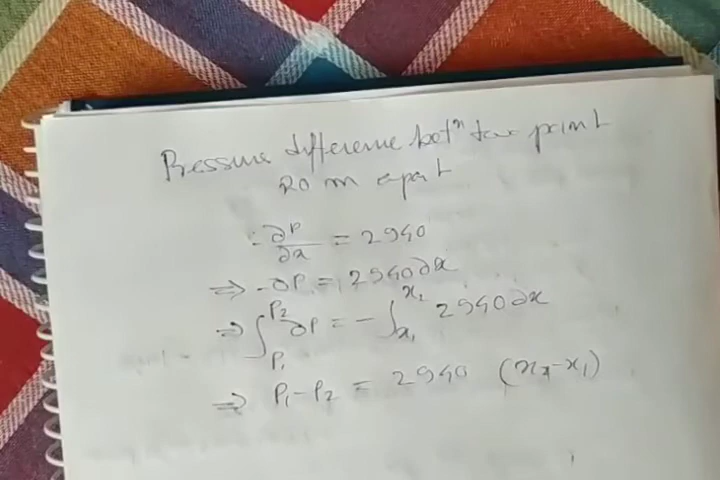 Pressure difference betⁿ two point
20 m apart
-∂P/∂x = 2940
⇒ -∂P = 2940 ∂x
⇒ ∫_{P₁}^{P₂} ∂P = -∫_{x₁}^{x₂} 2940 ∂x
⇒ P₁-P₂ = 2940 (x₂-x₁)